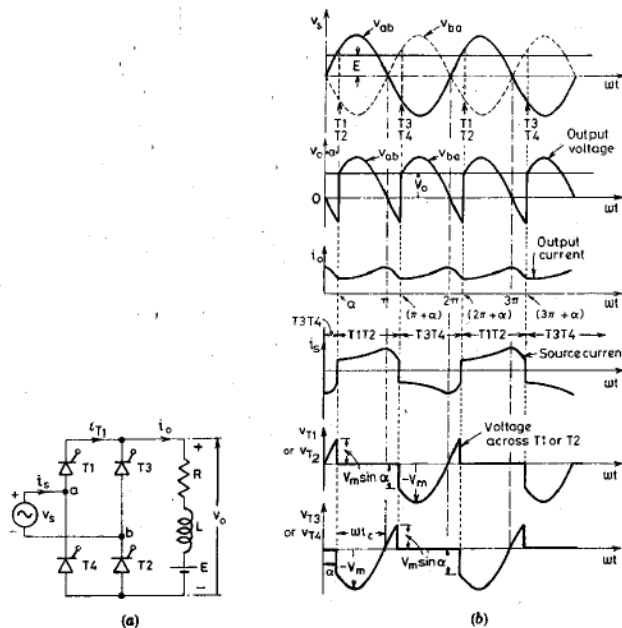 v_s
v_ab
v_ba
E
ωt
T1 T3 T1 T3
T2 T4 T2 T4
v_o
α
v_ab
v_ba
Output
voltage
V_o
0
ωt
i_o
Output
current
α
π
(π+α)
2π
(2π+α)
3π
(3π+α)
ωt
T3T4
T1T2
T3T4
T1T2
T3T4
i_s
Source current
ωt
v_T1
or v_T2
V_m sin α
-V_m
Voltage
across T1 or T2
ωt
v_T3
or v_T4
ωt_c
α
-V_m
V_m sin α
V_m sin α
ωt
i_T1
i_o
+
T1
T3
R
i_s
+
a
v_s
-
b
L
v_o
T4
T2
E
-
(a)
(b)